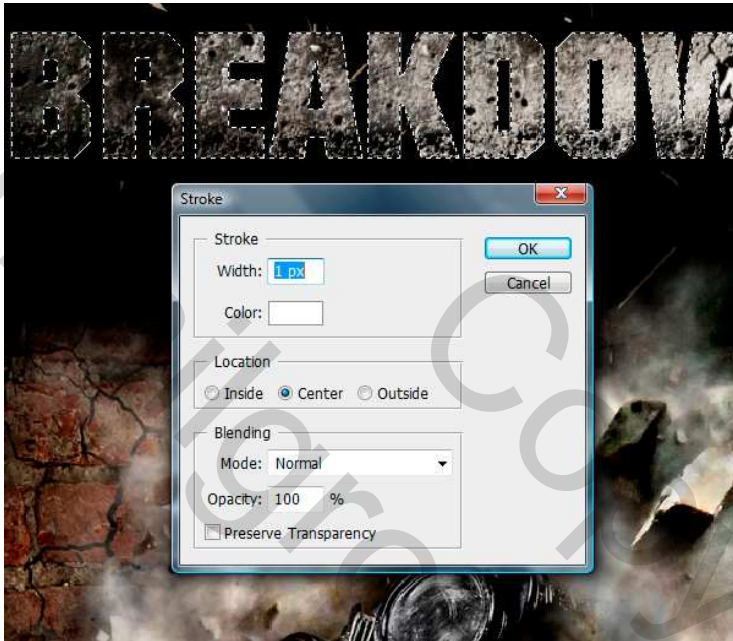 BREAKDOW
Stroke
Stroke
OK
Width: 1 px
Cancel
Color:
Location
Inside Center Outside
Blending
Mode: Normal
Opacity: 100 %
Preserve Transparency